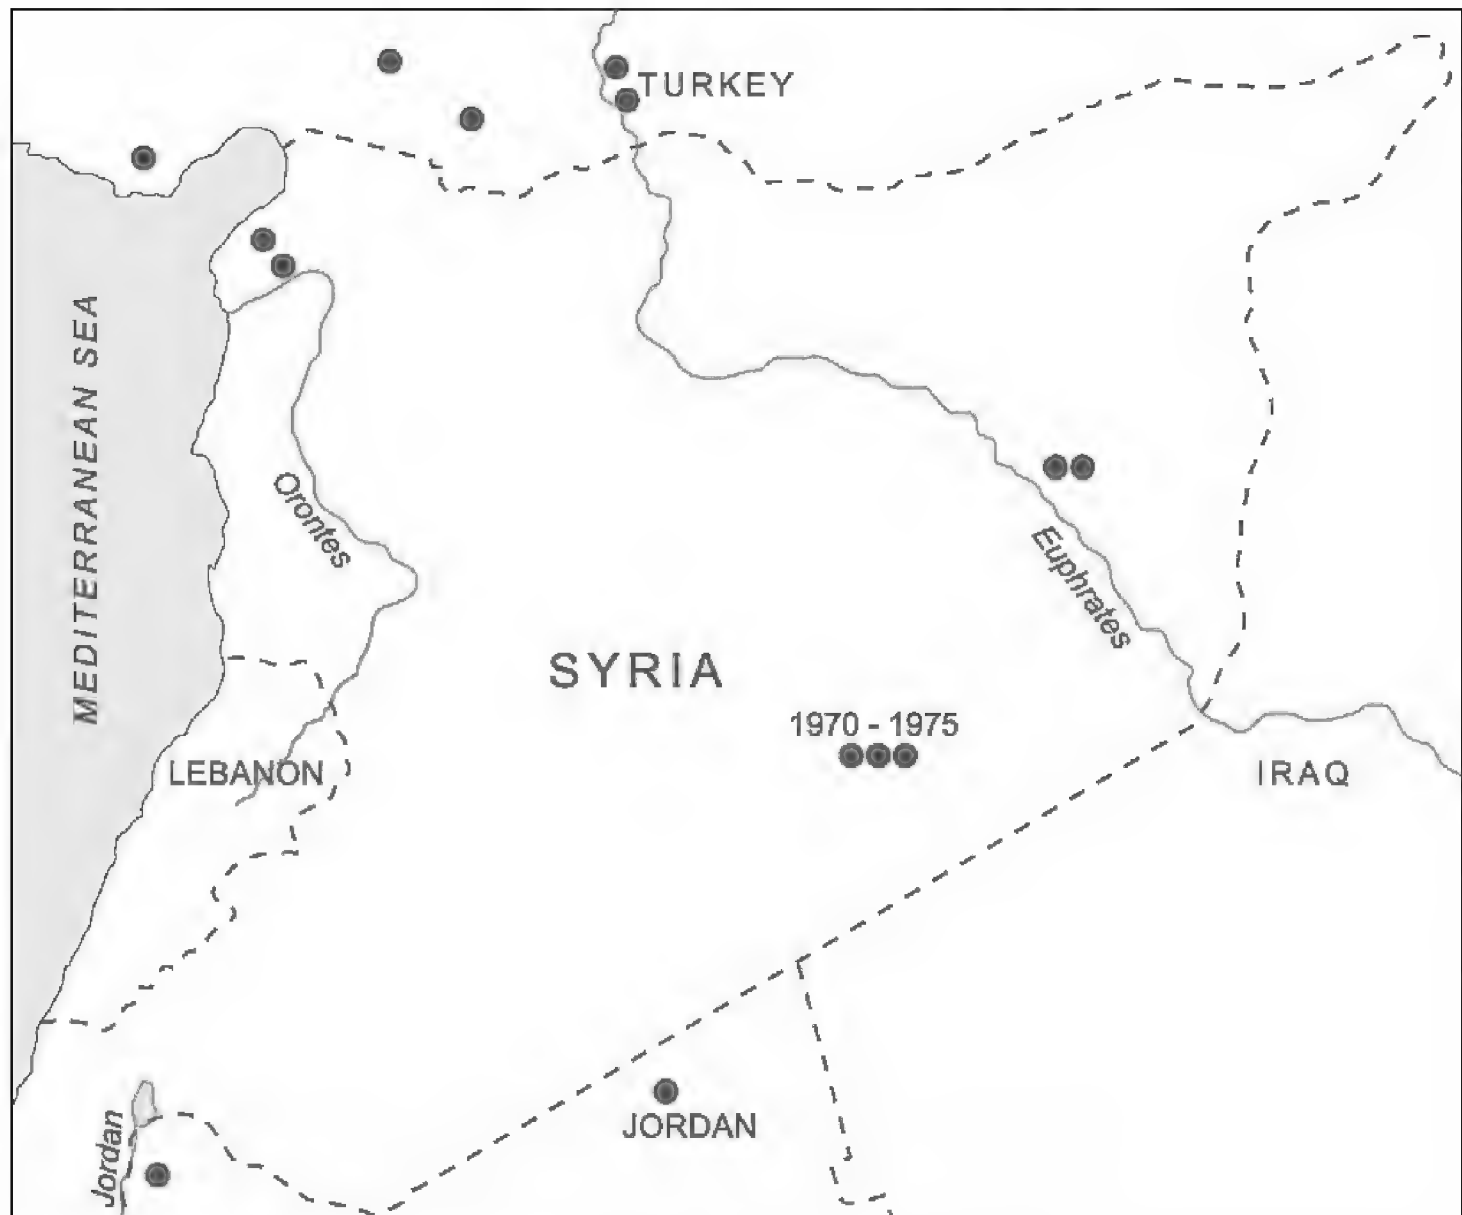 TURKEY
MEDITERRANEAN SEA
Orontes
Euphrates
SYRIA
1970 - 1975
LEBANON
IRAQ
JORDAN
Jordan